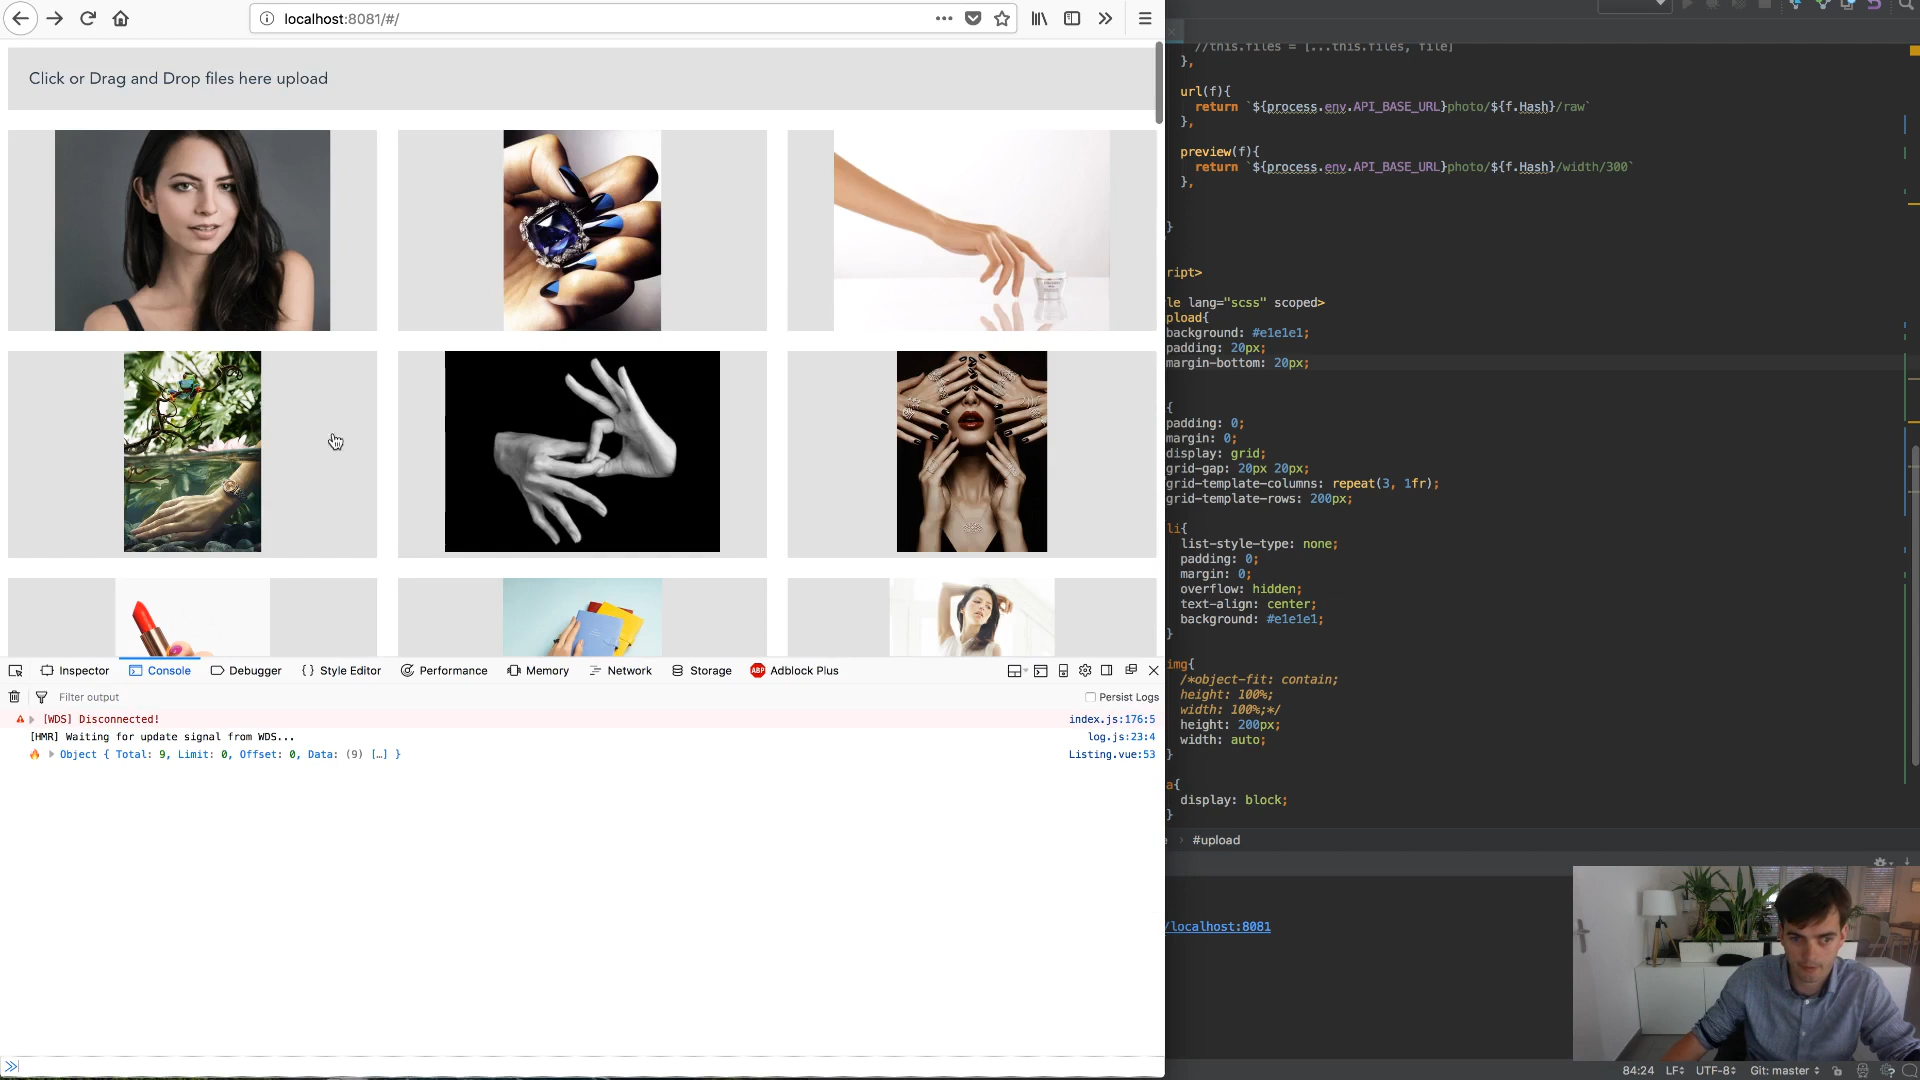 localhost:8081/#/
Click or Drag and Drop files here upload
Inspector
Console
Debugger
{ } Style Editor
Performance
Memory
Network
Storage
ABP Adblock Plus
Filter output
Persist Logs
[WDS] Disconnected!
index.js:176:5
[HMR] Waiting for update signal from WDS...
log.js:23:4
Object { Total: 9, Limit: 0, Offset: 0, Data: (9) […] }
Listing.vue:53
//this.files = [...this.files, file]
},
url(f){
return `${process.env.API_BASE_URL}photo/${f.Hash}/raw`
},
preview(f){
return `${process.env.API_BASE_URL}photo/${f.Hash}/width/300`
},
}
ript>
le lang="scss" scoped>
pload{
background: #e1e1e1;
padding: 20px;
margin-bottom: 20px;
{
padding: 0;
margin: 0;
display: grid;
grid-gap: 20px 20px;
grid-template-columns: repeat(3, 1fr);
grid-template-rows: 200px;
li{
list-style-type: none;
padding: 0;
margin: 0;
overflow: hidden;
text-align: center;
background: #e1e1e1;
}
img{
/*object-fit: contain;
height: 100%;
width: 100%;*/
height: 200px;
width: auto;
}
a{
display: block;
}
e › #upload
/localhost:8081
84:24 LF UTF-8 Git: master